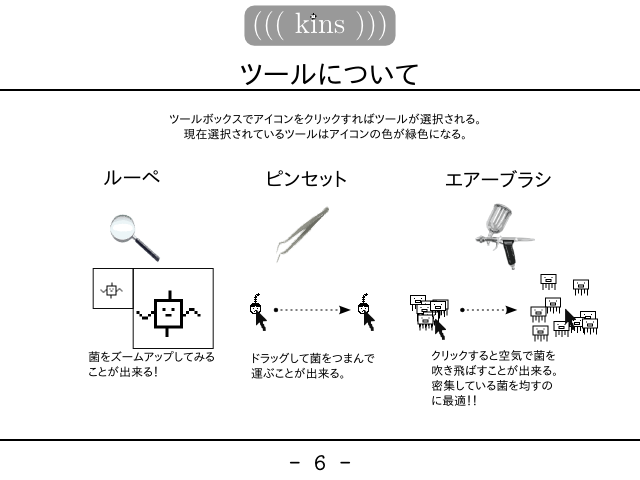 ((( kins )))
ツールについて
ツールボックスでアイコンをクリックすればツールが選択される。
現在選択されているツールはアイコンの色が緑色になる。
ルーペ
ピンセット
エアーブラシ
菌をズームアップしてみる
ことが出来る!
ドラッグして菌をつまんで
運ぶことが出来る。
クリックすると空気で菌を
吹き飛ばすことが出来る。
密集している菌を均すの
に最適!!
- 6 -